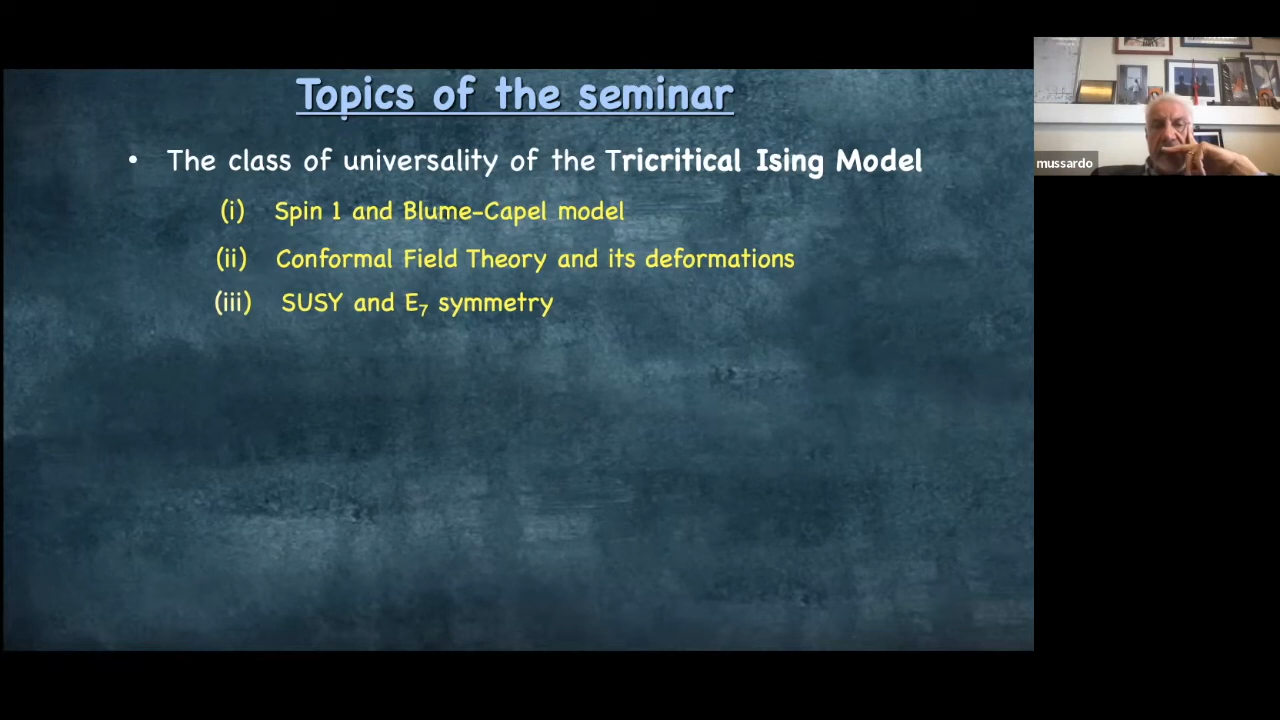 Topics of the seminar
• The class of universality of the Tricritical Ising Model
(i) Spin 1 and Blume-Capel model
(ii) Conformal Field Theory and its deformations
(iii) SUSY and E₇ symmetry
mussardo